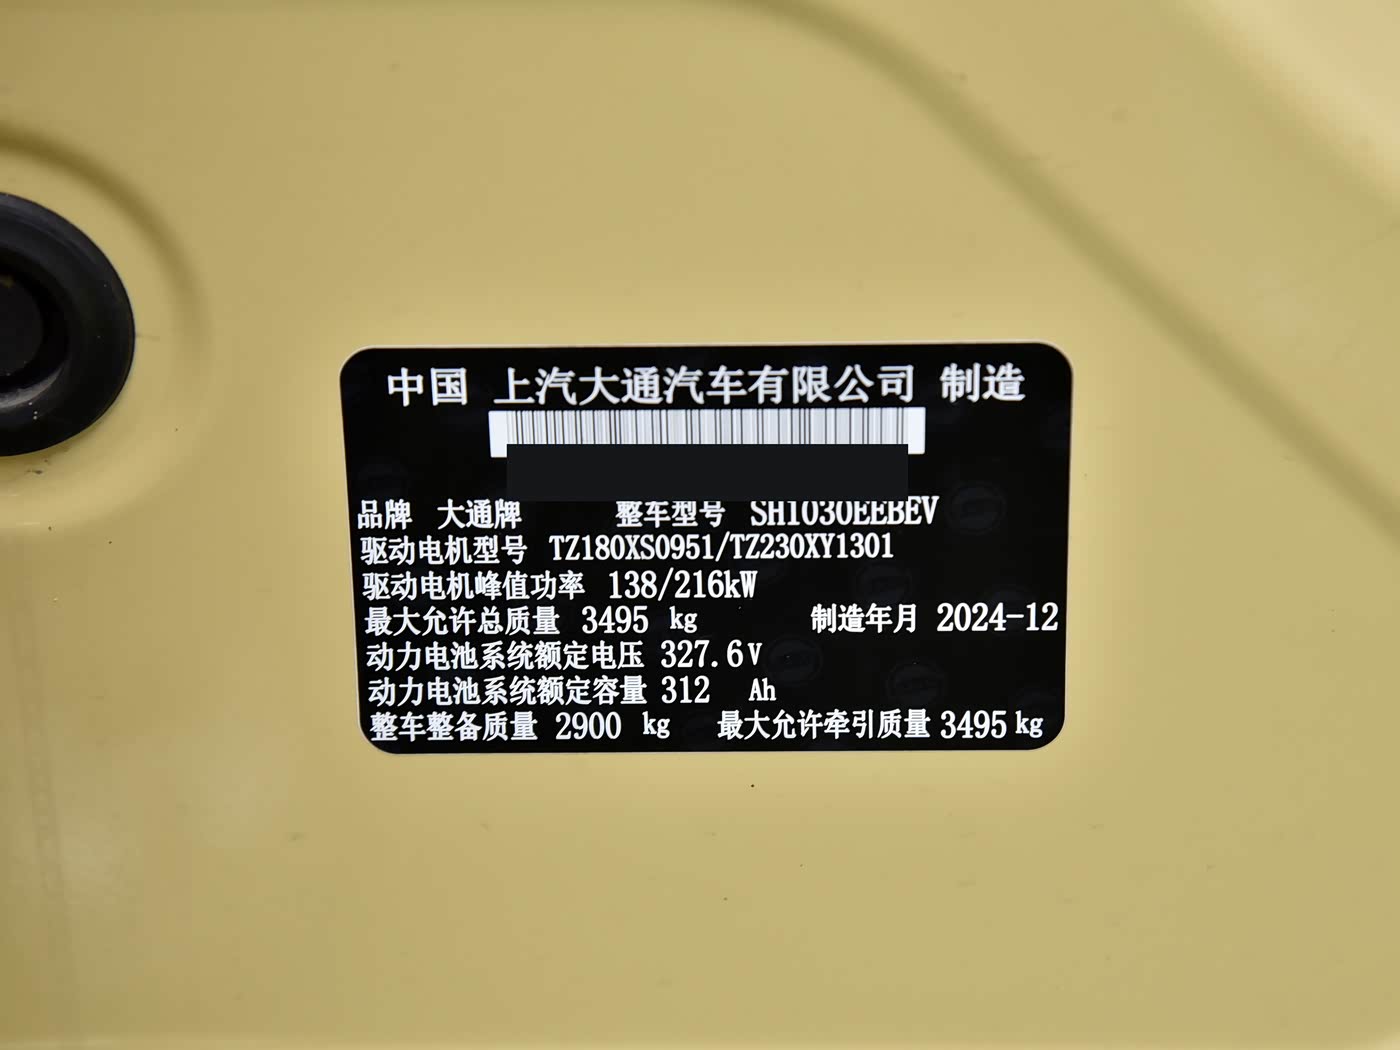 中国 上汽大通汽车有限公司 制造
品牌 大通牌 整车型号 SH1030EEBEV
驱动电机型号 TZ180XS0951/TZ230XY1301
驱动电机峰值功率 138/216kW
最大允许总质量 3495 kg 制造年月 2024-12
动力电池系统额定电压 327.6V
动力电池系统额定容量 312 Ah
整车整备质量 2900 kg 最大允许牵引质量 3495 kg